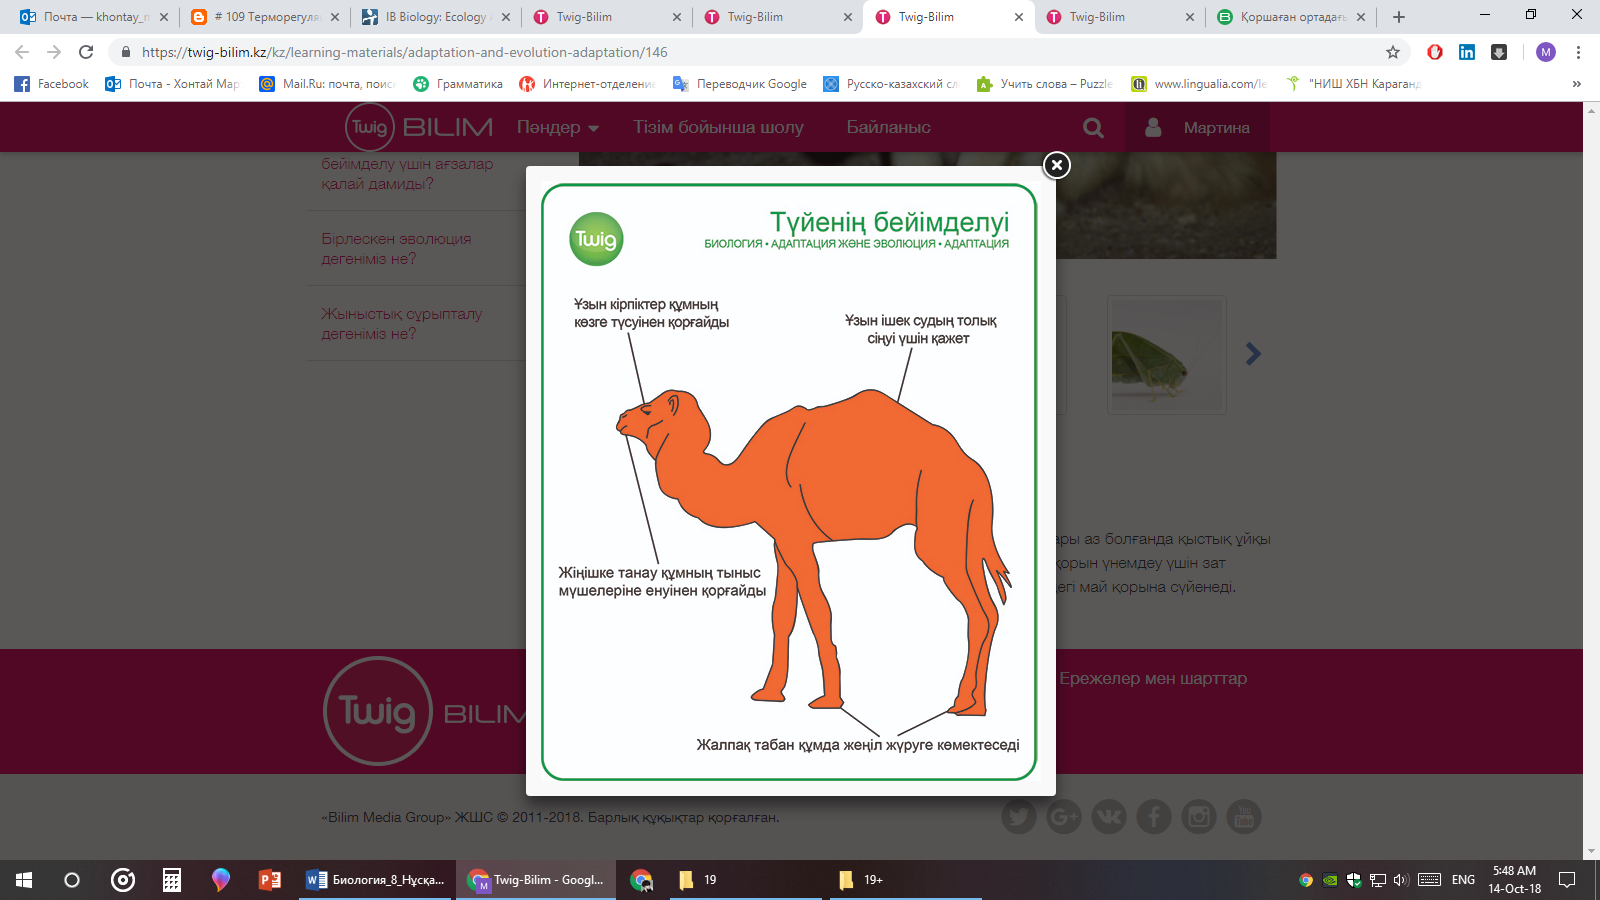 Почта — khontay_m
# 109 Терморегуля
IB Biology: Ecology
Twig-Bilim
Twig-Bilim
Twig-Bilim
Twig-Bilim
Қоршаған ортадағы
https://twig-bilim.kz/kz/learning-materials/adaptation-and-evolution-adaptation/146
M
Facebook
Почта - Хонтай Мар
Mail.Ru: почта, поис
Грамматика
Интернет-отделение
Переводчик Google
Русско-казахский сл
Учить слова – Puzzle
www.lingualia.com/le
"НИШ ХБН Караганд
Twig BILIM
Пәндер
Тізім бойынша шолу
Байланыс
Мартина
бейімделу үшін ағзалар
қалай дамиды?
Бірлескен эволюция
дегеніміз не?
Жыныстық сұрыпталу
дегеніміз не?
Twig
Түйенің бейімделуі
БИОЛОГИЯ • АДАПТАЦИЯ ЖӘНЕ ЭВОЛЮЦИЯ • АДАПТАЦИЯ
Ұзын кірпіктер құмның
көзге түсуінен қорғайды
Ұзын ішек судың толық
сіңуі үшін қажет
Жіңішке танау құмның тыныс
мүшелеріне енуінен қорғайды
Жалпақ табан құмда жеңіл жүруге көмектеседі
ары аз болғанда қыстық ұйқы
қорын үнемдеу үшін зат
егі май қорына сүйенеді.
Twig BILIM
Ережелер мен шарттар
«Bilim Media Group» ЖШС © 2011-2018. Барлық құқықтар қорғалған.
You Tube
Биология_8_Нұсқа...
Twig-Bilim - Googl...
19
19+
ENG
5:48 AM
14-Oct-18